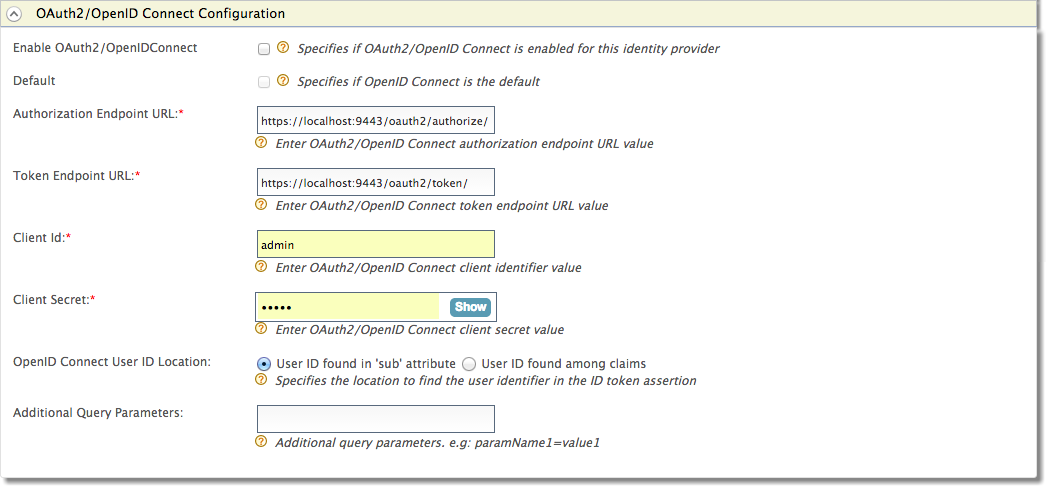 OAuth2/OpenID Connect Configuration
Enable OAuth2/OpenIDConnect ? Specifies if OAuth2/OpenID Connect is enabled for this identity provider
Default ? Specifies if OpenID Connect is the default
Authorization Endpoint URL:* https://localhost:9443/oauth2/authorize/
? Enter OAuth2/OpenID Connect authorization endpoint URL value
Token Endpoint URL:* https://localhost:9443/oauth2/token/
? Enter OAuth2/OpenID Connect token endpoint URL value
Client Id:* admin
? Enter OAuth2/OpenID Connect client identifier value
Client Secret:* ••••• Show
? Enter OAuth2/OpenID Connect client secret value
OpenID Connect User ID Location: User ID found in 'sub' attribute User ID found among claims
? Specifies the location to find the user identifier in the ID token assertion
Additional Query Parameters:
? Additional query parameters. e.g: paramName1=value1